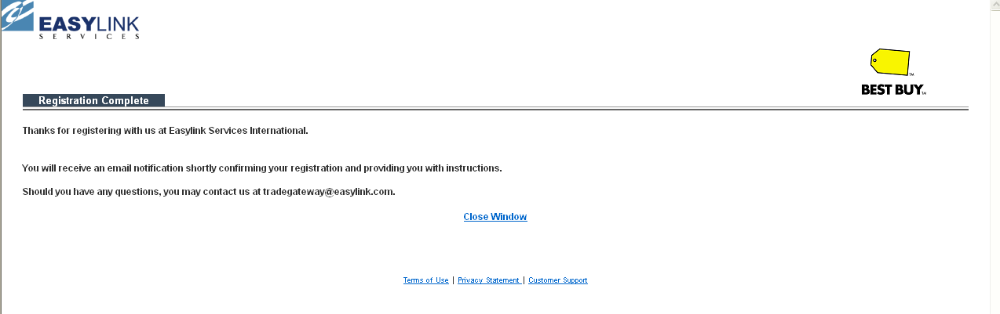 EASYLINK
SERVICES
BEST BUY™
Registration Complete
Thanks for registering with us at Easylink Services International.
You will receive an email notification shortly confirming your registration and providing you with instructions.
Should you have any questions, you may contact us at tradegateway@easylink.com.
Close Window
Terms of Use | Privacy Statement | Customer Support